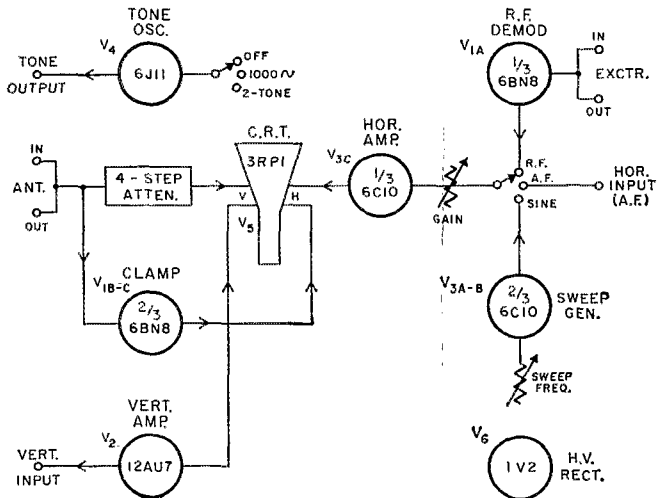 TONE
OSC.
V4
6J11
TONE
OUTPUT
OFF
1000~
2-TONE
R.F.
DEMOD
V1A
1/3
6BN8
IN
EXCTR.
OUT
C.R.T.
3RP1
V
H
V5
HOR.
AMP.
V3C
1/3
6C10
GAIN
R.F.
A.F.
SINE
HOR.
INPUT
(A.F.)
IN
ANT.
OUT
4-STEP
ATTEN.
CLAMP
V1B-C
2/3
6BN8
V3A-B
2/3
6C10
SWEEP
GEN.
SWEEP
FREQ.
VERT.
AMP.
V2
12AU7
VERT.
INPUT
V6
1V2
H.V.
RECT.